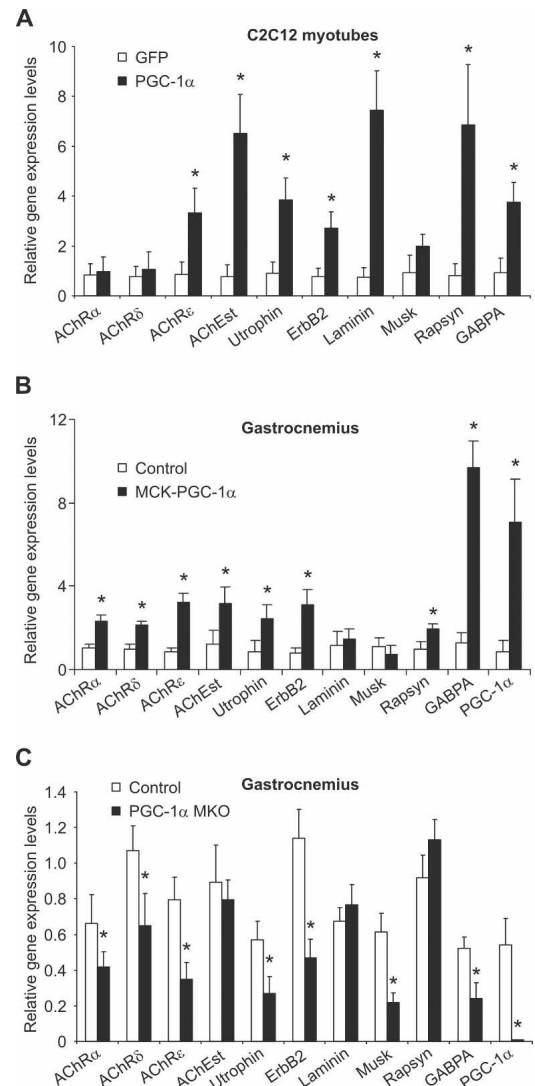 A
C2C12 myotubes
GFP
PGC-1α
Relative gene expression levels
10
8
6
4
2
0
* * * * * * *
AChRα AChRδ AChRε AChEst Utrophin ErbB2 Laminin Musk Rapsyn GABPA
B
Gastrocnemius
Control
MCK-PGC-1α
Relative gene expression levels
12
8
4
0
* * * * * * * * *
AChRα AChRδ AChRε AChEst Utrophin ErbB2 Laminin Musk Rapsyn GABPA PGC-1α
C
Gastrocnemius
Control
PGC-1α MKO
Relative gene expression levels
1.4
1.2
1.0
0.8
0.6
0.4
0.2
0
* * * * * * * *
AChRα AChRδ AChRε AChEst Utrophin ErbB2 Laminin Musk Rapsyn GABPA PGC-1α